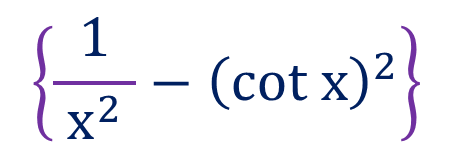 {1/x² − (cot x)²}